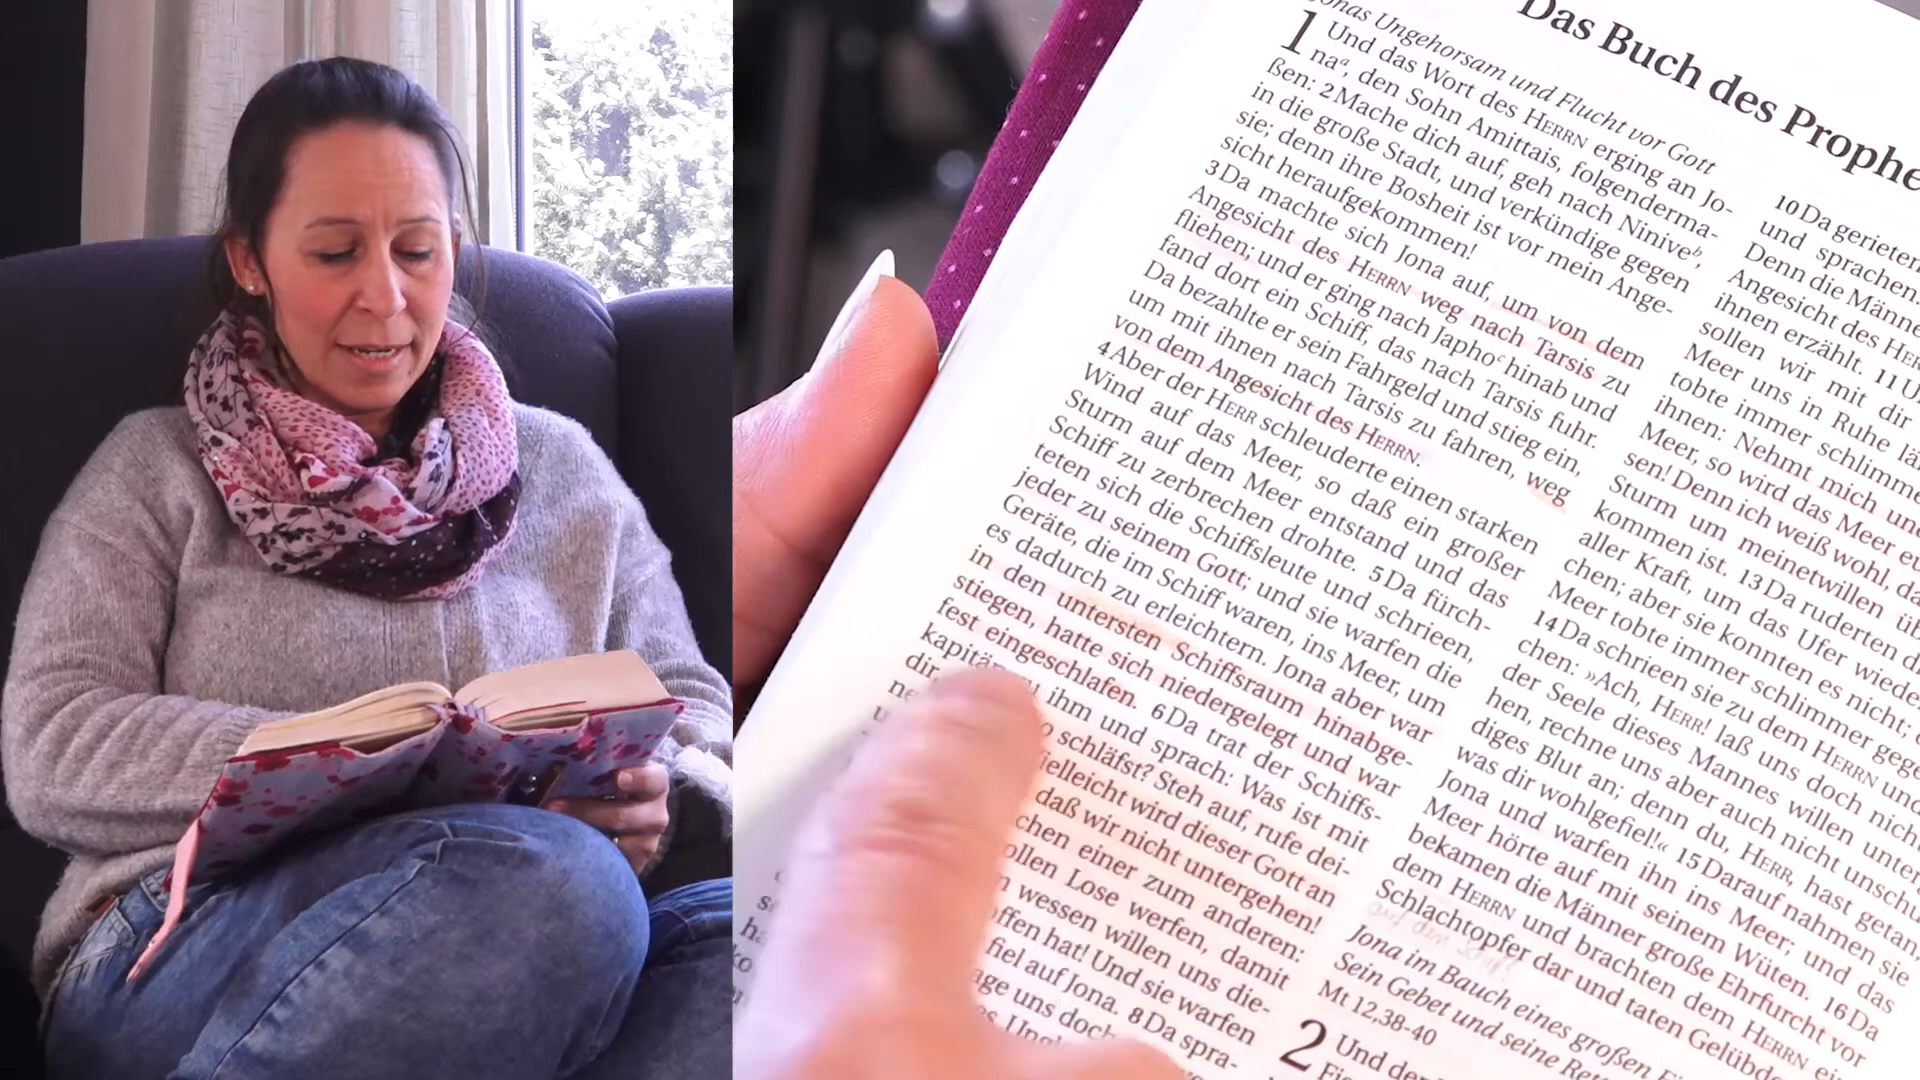 Das Buch des Prophe
Jonas Ungehorsam und Flucht vor Gott
1 Und das Wort des HERRN erging an Jo-
naᵃ, den Sohn Amittais, folgenderma-
ßen: 2 Mache dich auf, geh nach Niniveᵇ,
in die große Stadt, und verkündige gegen
sie; denn ihre Bosheit ist vor mein Ange-
sicht heraufgekommen!
3 Da machte sich Jona auf, um von dem
Angesicht des HERRN weg nach Tarsis zu
fliehen; und er ging nach Japhoᶜ hinab und
fand dort ein Schiff, das nach Tarsis fuhr.
Da bezahlte er sein Fahrgeld und stieg ein,
um mit ihnen nach Tarsis zu fahren, weg
von dem Angesicht des HERRN.
4 Aber der HERR schleuderte einen starken
Wind auf das Meer, so daß ein großer
Sturm auf dem Meer entstand und das
Schiff zu zerbrechen drohte. 5 Da fürch-
teten sich die Schiffsleute und schrieen,
jeder zu seinem Gott; und sie warfen die
Geräte, die im Schiff waren, ins Meer, um
es dadurch zu erleichtern. Jona aber war
in den untersten Schiffsraum hinabge-
stiegen, hatte sich niedergelegt und war
fest eingeschlafen. 6 Da trat der Schiffs-
kapitän zu ihm und sprach: Was ist mit
dir, o schläfst? Steh auf, rufe dei-
ielleicht wird dieser Gott an
daß wir nicht untergehen!
chen einer zum anderen:
ollen Lose werfen, damit
wessen willen uns die-
offen hat! Und sie warfen
fiel auf Jona. 8 Da spra-
age uns doch
10 Da gerieten
und sprachen
Denn die Männe
Angesicht des HER
ihnen erzählt. 11 U
sollen wir mit dir
Meer uns in Ruhe lä
tobte immer schlimme
ihnen: Nehmt mich und
Meer, so wird das Meer eu
sen! Denn ich weiß wohl, da
Sturm um meinetwillen üb
kommen ist. 13 Da ruderten di
aller Kraft, um das Ufer wiede
chen; aber sie konnten es nicht;
Meer tobte immer schlimmer gege
14 Da schrieen sie zu dem HERRN und
chen: »Ach, HERR! laß uns doch nich
der Seele dieses Mannes willen unter
hen, rechne uns aber auch nicht unschu
diges Blut an; denn du, HERR, hast getan
was dir wohlgefiel!« 15 Darauf nahmen sie
Jona und warfen ihn ins Meer; und das
Meer hörte auf mit seinem Wüten. 16 Da
bekamen die Männer große Ehrfurcht vor
dem HERRN und brachten dem HERRN ein
Schlachtopfer dar und taten Gelübde
Jona im Bauch eines großen Fi
Sein Gebet und seine Rett
Mt 12,38-40
2 Und der